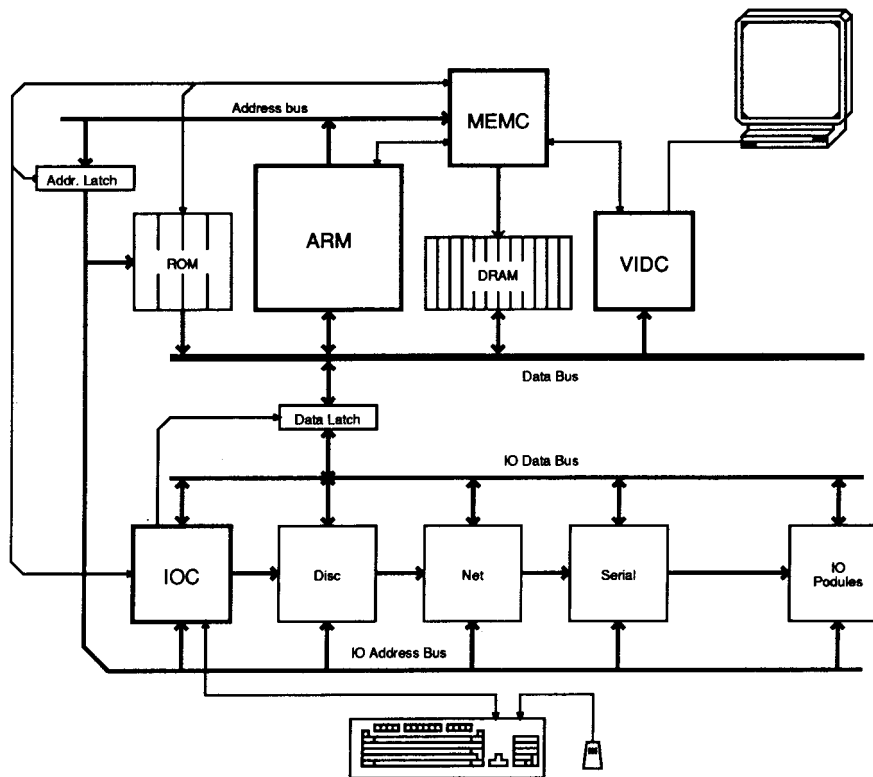 MEMC
Address bus
Addr. Latch
ARM
ROM
DRAM
VIDC
Data Bus
Data Latch
IO Data Bus
IOC
Disc
Net
Serial
IO
Podules
IO Address Bus